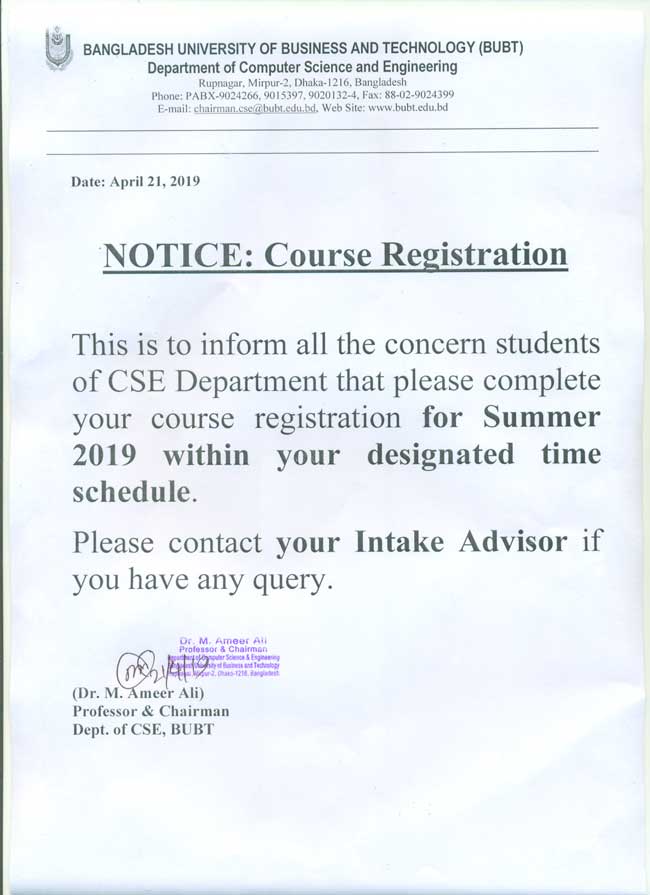 BANGLADESH UNIVERSITY OF BUSINESS AND TECHNOLOGY (BUBT)
Department of Computer Science and Engineering
Rupnagar, Mirpur-2, Dhaka-1216, Bangladesh
Phone: PABX-9024266, 9015397, 9020132-4, Fax: 88-02-9024399
E-mail: chairman.cse@bubt.edu.bd, Web Site: www.bubt.edu.bd
Date: April 21, 2019
NOTICE: Course Registration
This is to inform all the concern students
of CSE Department that please complete
your course registration for Summer
2019 within your designated time
schedule.
Please contact your Intake Advisor if
you have any query.
Dr. M. Ameer Ali
Professor & Chairman
Department of Computer Science & Engineering
University of Business and Technology
Mirpur-2, Dhaka-1216, Bangladesh
(Dr. M. Ameer Ali)
Professor & Chairman
Dept. of CSE, BUBT